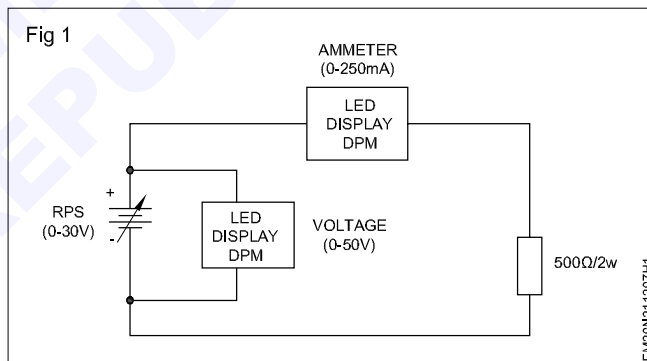 Fig 1
AMMETER
(0-250mA)
LED
DISPLAY
DPM
+
RPS
(0-30V)
-
LED
DISPLAY
DPM
VOLTAGE
(0-50V)
500Ω/2w